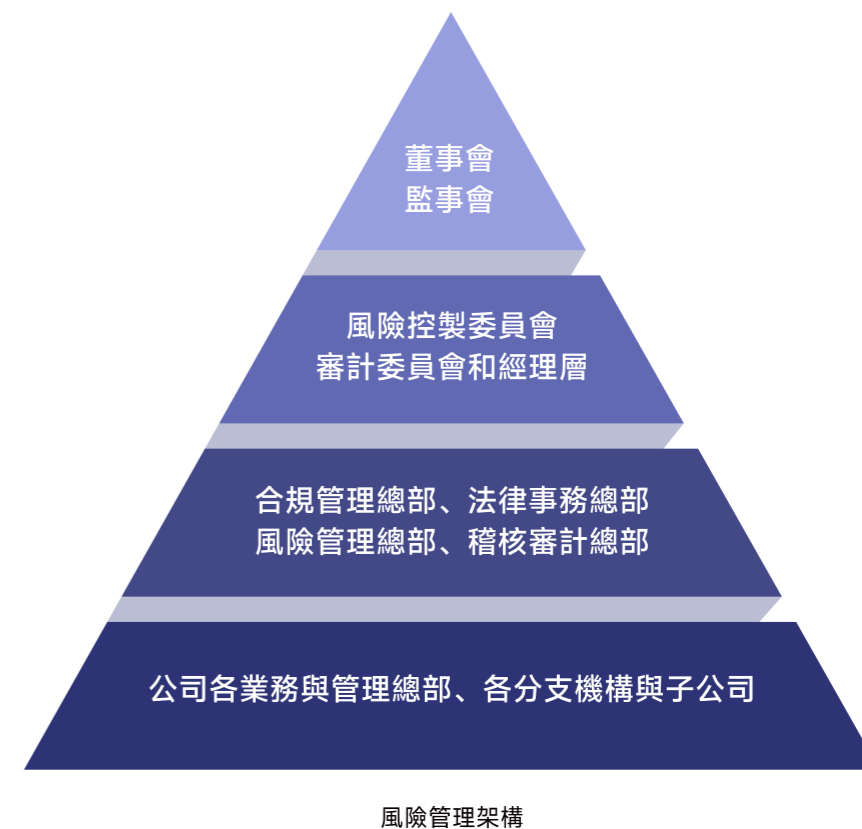 董事會
監事會
風險控製委員會
審計委員會和經理層
合規管理總部、法律事務總部
風險管理總部、稽核審計總部
公司各業務與管理總部、各分支機構與子公司
風險管理架構